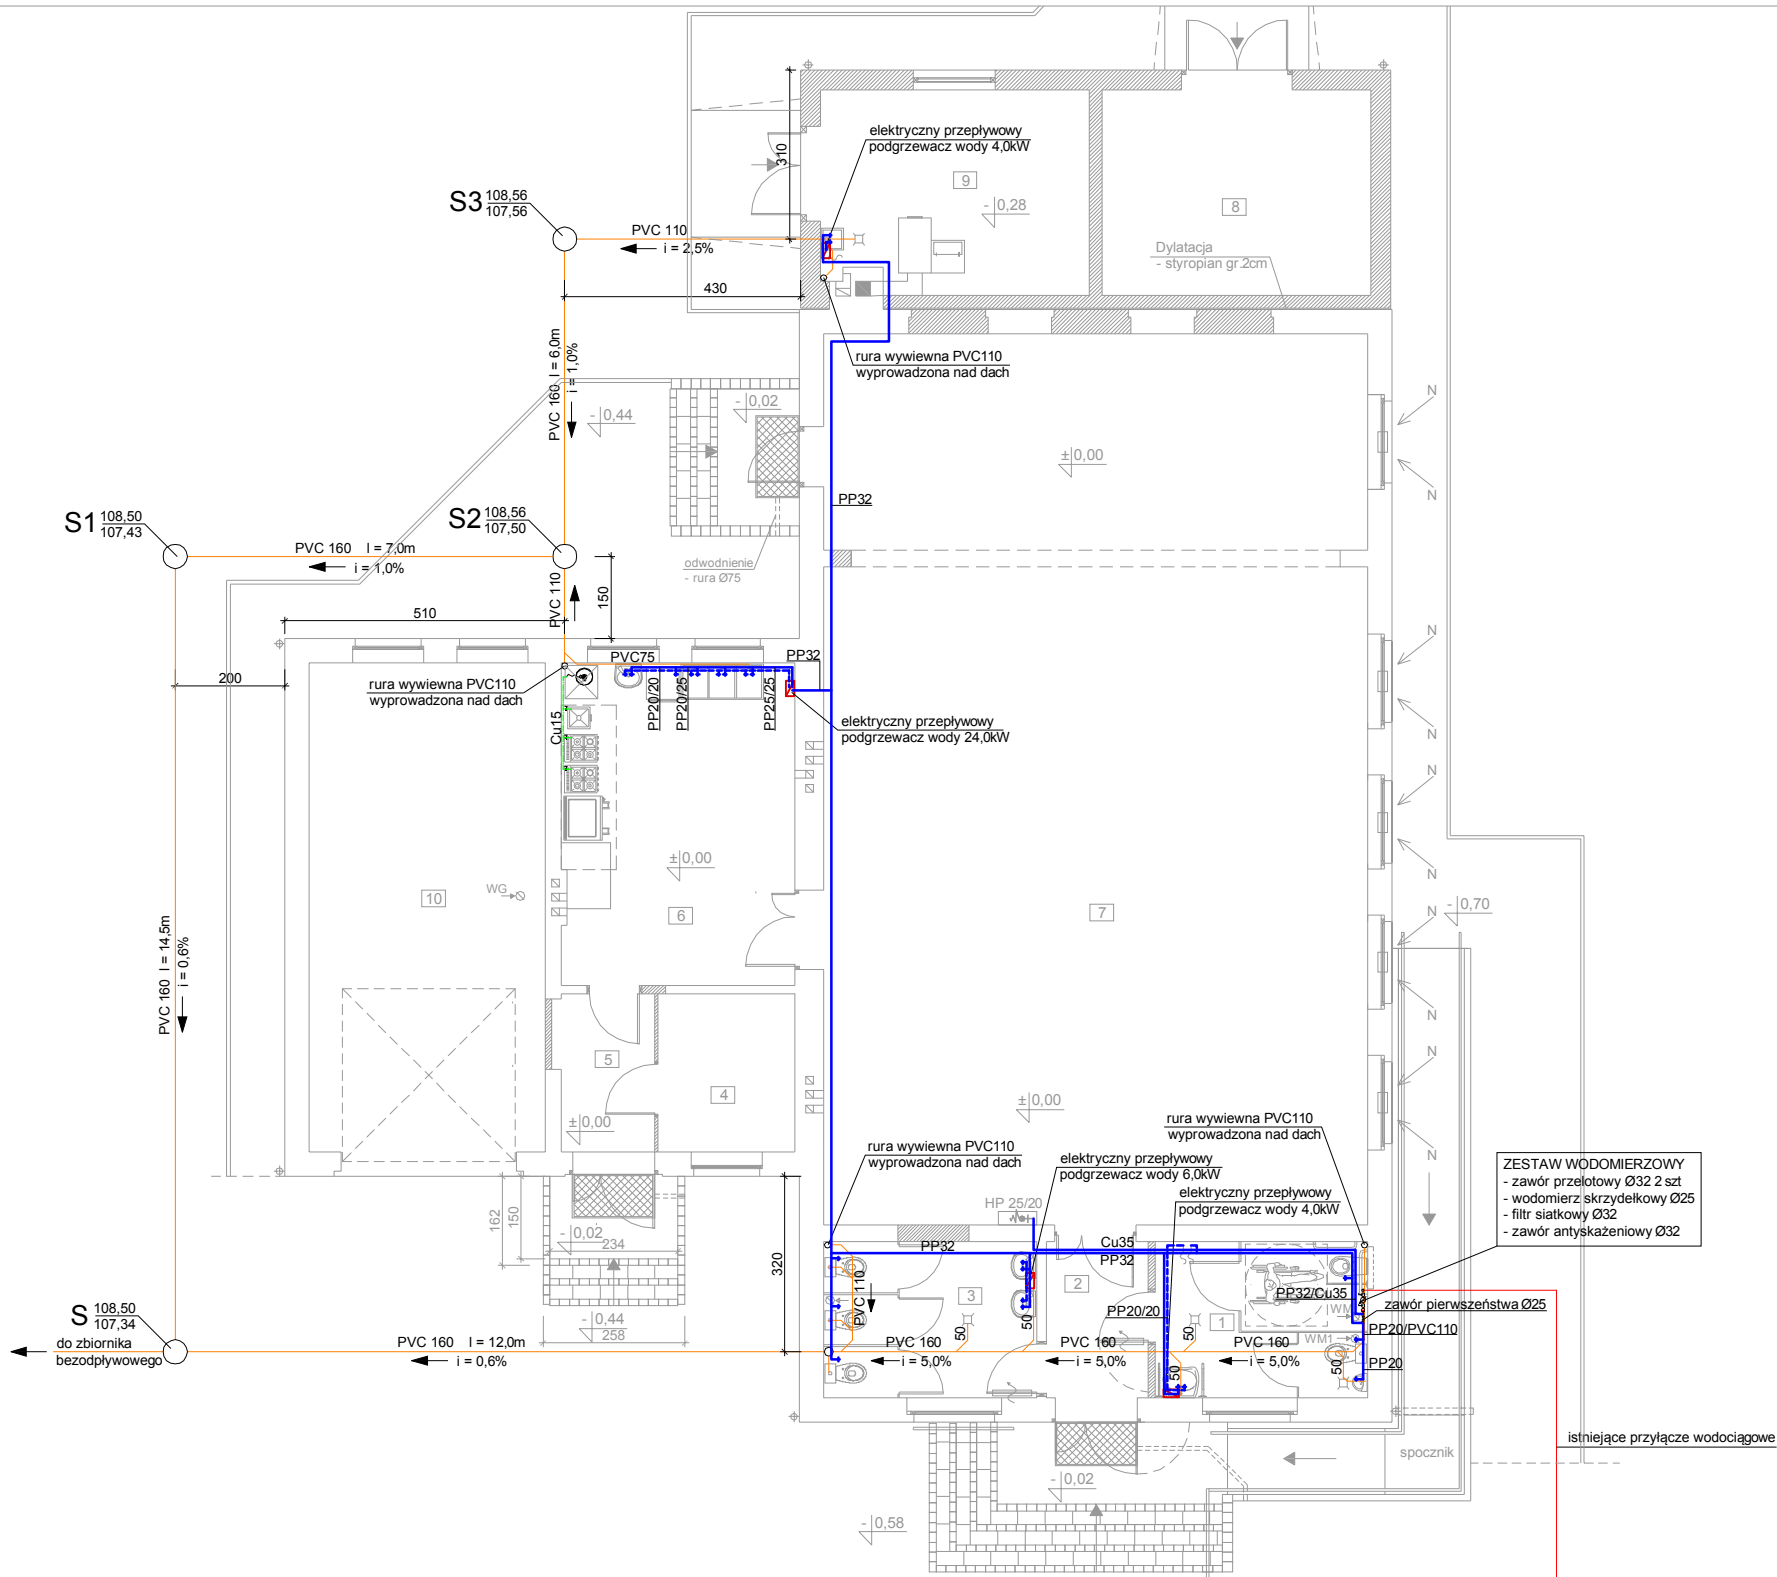 elektryczny przepływowy
podgrzewacz wody 4,0kW
310
9
- 0,28
8
S3 108,56
107,56
PVC 110
i = 2,5%
Dylatacja
- styropian gr.2cm
430
PVC 160 l = 6,0m
i = 1,0%
rura wywiewna PVC110
wyprowadzona nad dach
N
- 0,44
- 0,02
± 0,00
N
PP32
S1 108,50
107,43
S2 108,56
107,50
PVC 160 l = 7,0m
i = 1,0%
odwodnienie
- rura Ø75
PVC 110
150
510
N
PVC75
PP32
200
rura wywiewna PVC110
wyprowadzona nad dach
PP20/20
PP20/25
PP25/25
Cu15
elektryczny przepływowy
podgrzewacz wody 24,0kW
N
N
± 0,00
N
10
WG
6
7
N
- 0,70
PVC 160 l = 14,5m
i = 0,6%
N
5
4
N
± 0,00
± 0,00
rura wywiewna PVC110
wyprowadzona nad dach
rura wywiewna PVC110
wyprowadzona nad dach
N
elektryczny przepływowy
podgrzewacz wody 6,0kW
ZESTAW WODOMIERZOWY
- zawór przelotowy Ø32 2 szt
- wodomierz skrzydełkowy Ø25
- filtr siatkowy Ø32
- zawór antyskażeniowy Ø32
elektryczny przepływowy
podgrzewacz wody 4,0kW
HP 25/20
162
150
- 0,02
234
320
PP32
Cu35
PP32
2
3
PVC 110
PP32/Cu35
PP20/20
WM
zawór pierwszeństwa Ø25
S 108,50
107,34
do zbiornika
bezodpływowego
- 0,44
258
50
50
50
1
WM1
PP20/PVC110
PVC 160 l = 12,0m
i = 0,6%
PVC 160
i = 5,0%
PVC 160
i = 5,0%
PVC 160
i = 5,0%
50
50
PP20
istniejące przyłącze wodociągowe
spocznik
- 0,02
- 0,58